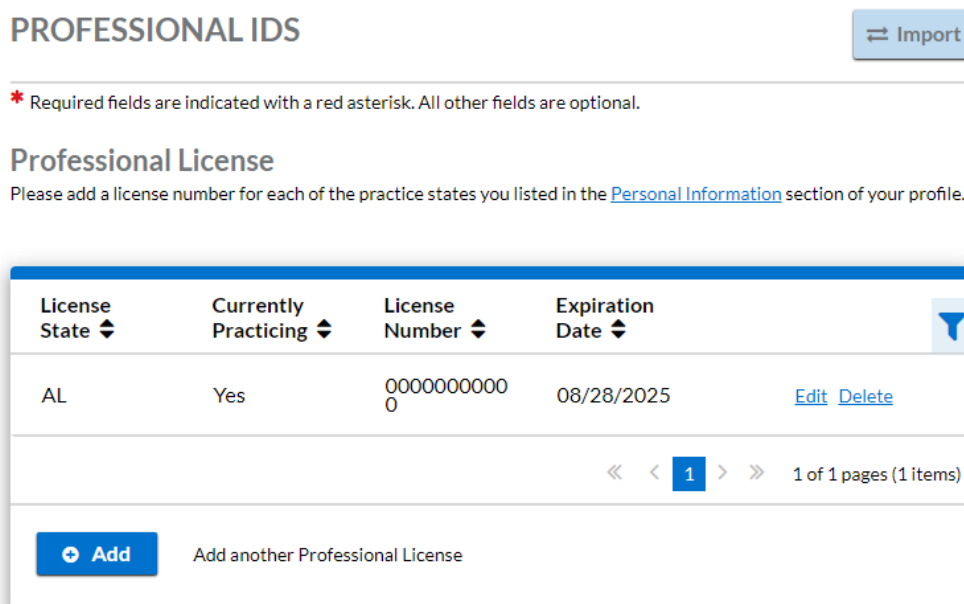 PROFESSIONAL IDS
Import
* Required fields are indicated with a red asterisk. All other fields are optional.
Professional License
Please add a license number for each of the practice states you listed in the Personal Information section of your profile.
License State
Currently Practicing
License Number
Expiration Date
AL
Yes
0000000000
0
08/28/2025
Edit Delete
« < 1 > » 1 of 1 pages (1 items)
Add
Add another Professional License